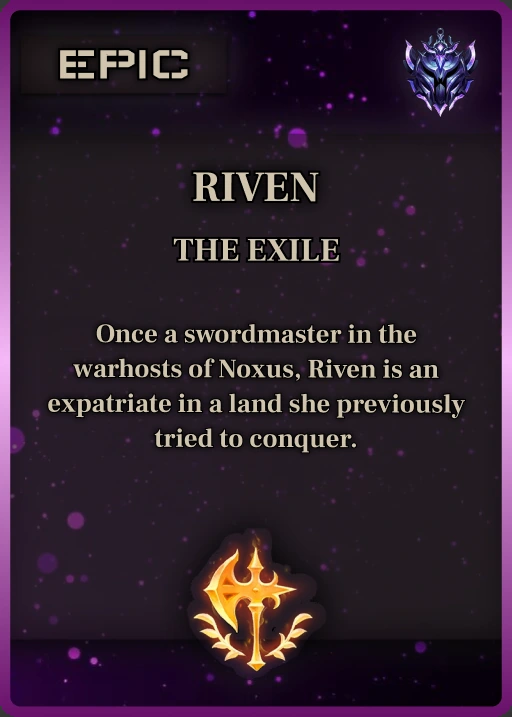 EPIC
RIVEN
THE EXILE
Once a swordmaster in the
warhosts of Noxus, Riven is an
expatriate in a land she previously
tried to conquer.